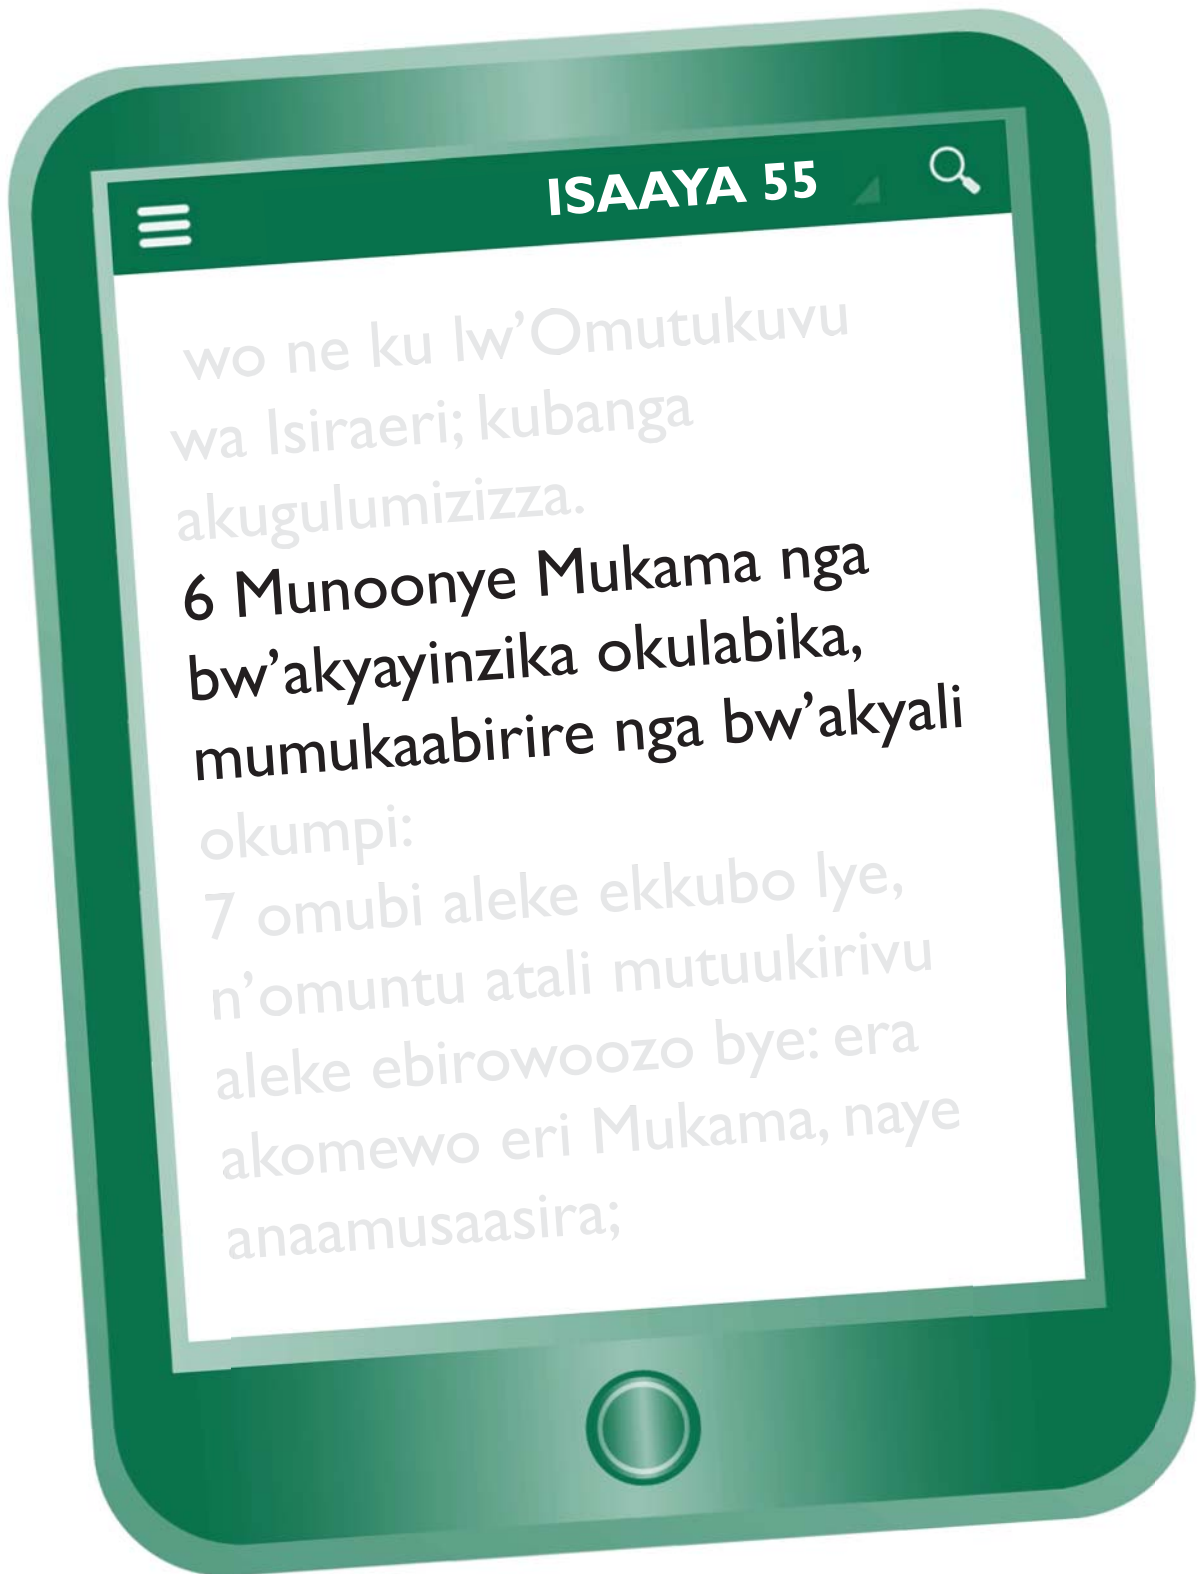 ISAAYA 55
wo ne ku lw’Omutukuvu
wa Isiraeri; kubanga
akugulumizizza.
6 Munoonye Mukama nga
bw’akyayinzika okulabika,
mumukaabirire nga bw’akyali
okumpi:
7 omubi aleke ekkubo lye,
n’omuntu atali mutuukirivu
aleke ebirowoozo bye: era
akomewo eri Mukama, naye
anaamusaasira;